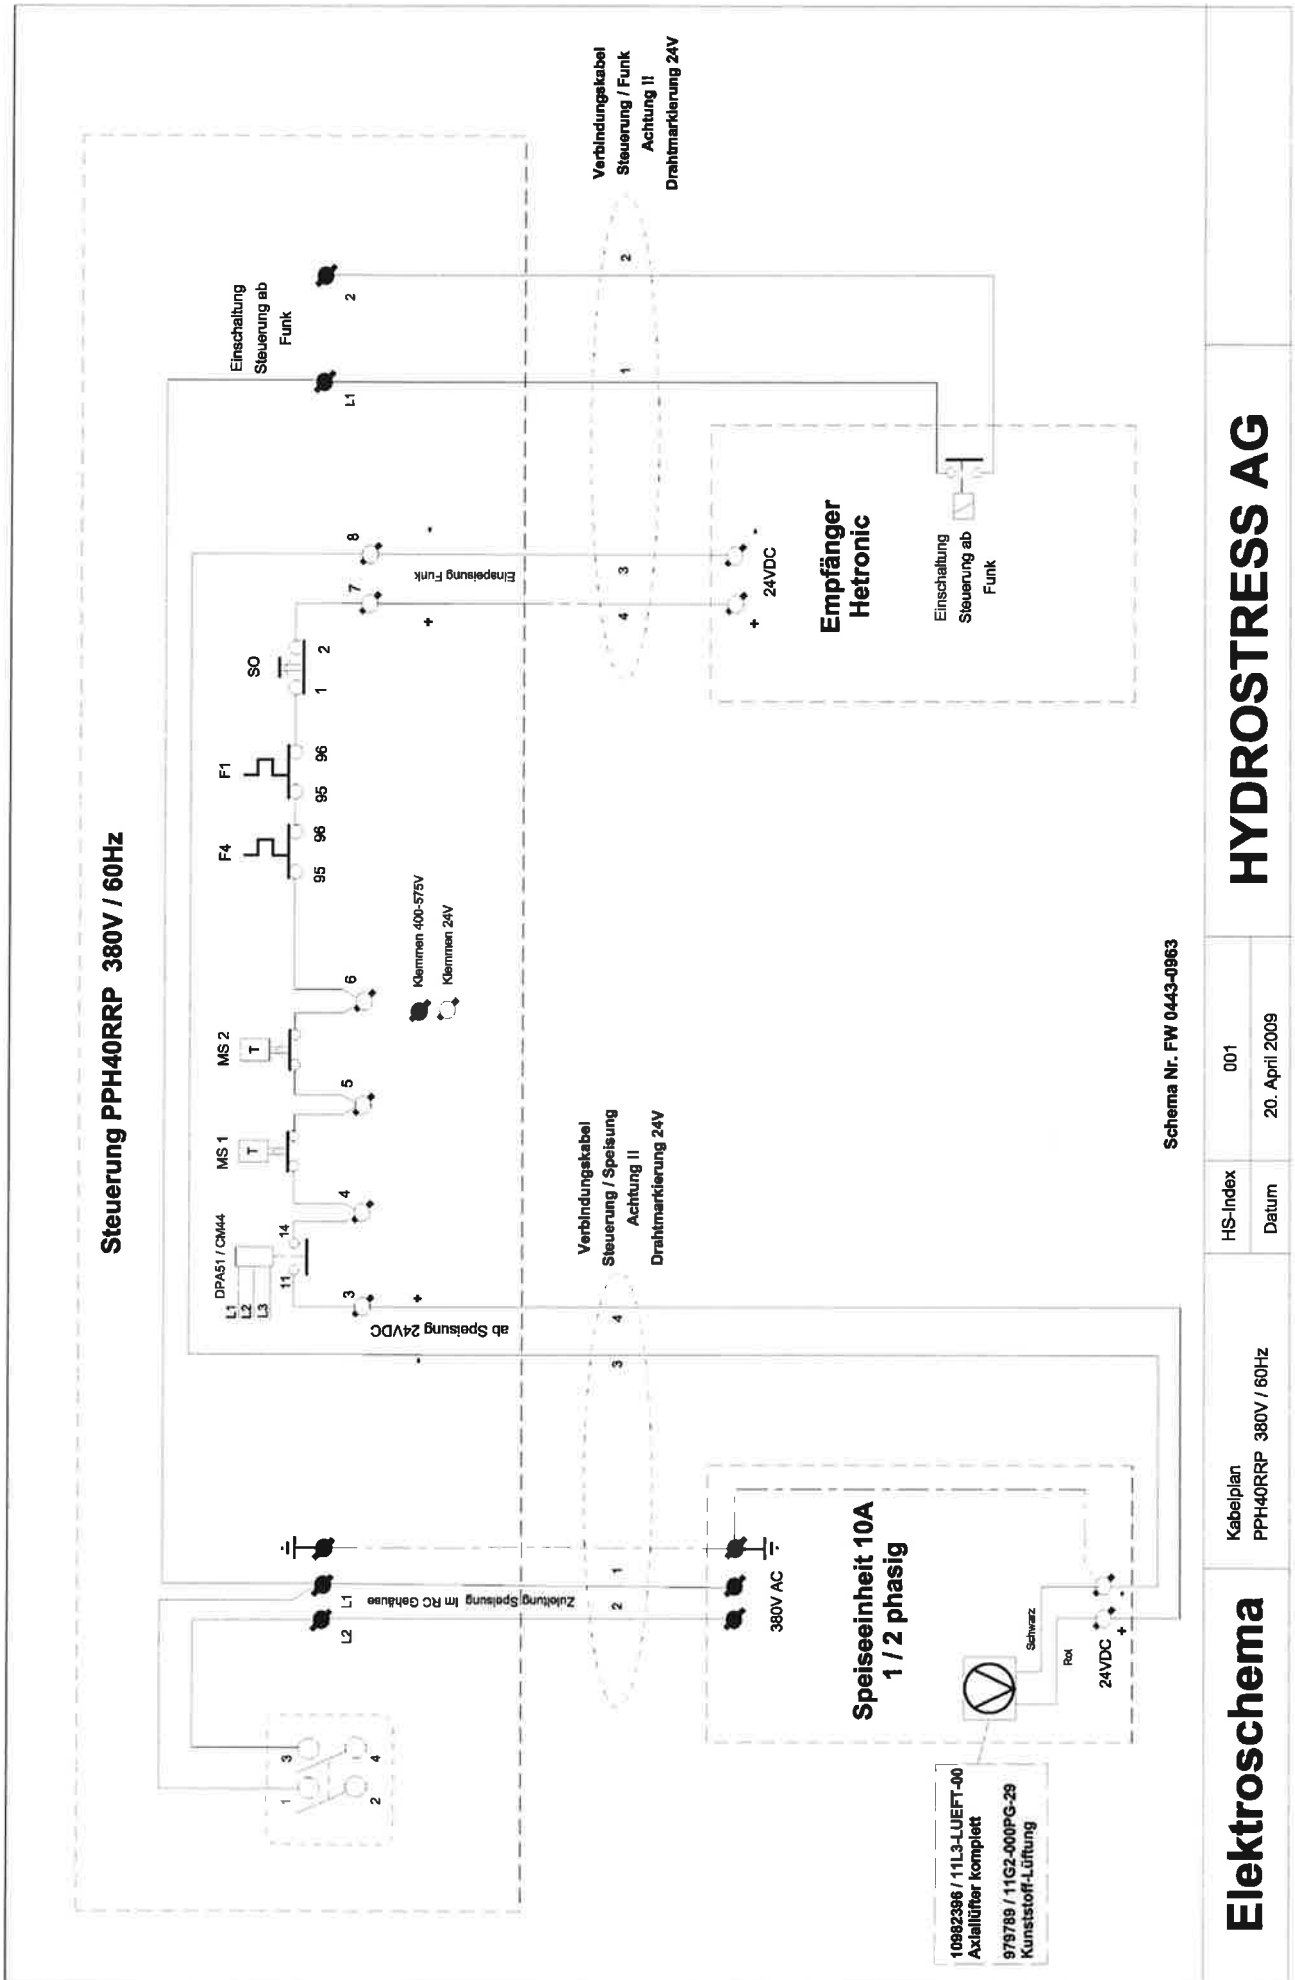 Steuerung PPH40RRP 380V / 60Hz
1
3
2
4
L2
L1
Zuleitung Speisung
Im RC Gehäuse
DPA51 / CM44
L1
L2
L3
11
14
3
4
MS 1
T
5
MS 2
T
6
F4
95
96
F1
95
96
SO
1
2
7
8
+
-
Einspeisung Funk
ab Speisung 24VDC
+
-
Klemmen 400-575V
Klemmen 24V
Einschaltung
Steuerung ab
Funk
L1
2
Verbindungskabel
Steuerung / Speisung
Achtung !!
Drahtmarkierung 24V
2
1
3
4
Verbindungskabel
Steuerung / Funk
Achtung !!
Drahtmarkierung 24V
4
3
1
2
380V AC
Speiseeinheit 10A
1 / 2 phasig
Schwarz
Rot
24VDC
+
-
10982396 / 11L3-LUEFT-00
Axiallüfter komplett
979789 / 11G2-000PG-29
Kunststoff-Lüftung
+
-
24VDC
Empfänger
Hetronic
Einschaltung
Steuerung ab
Funk
Schema Nr. FW 0443-0963
Elektroschema
Kabelplan
PPH40RRP 380V / 60Hz
HS-Index
001
Datum
20. April 2009
HYDROSTRESS AG